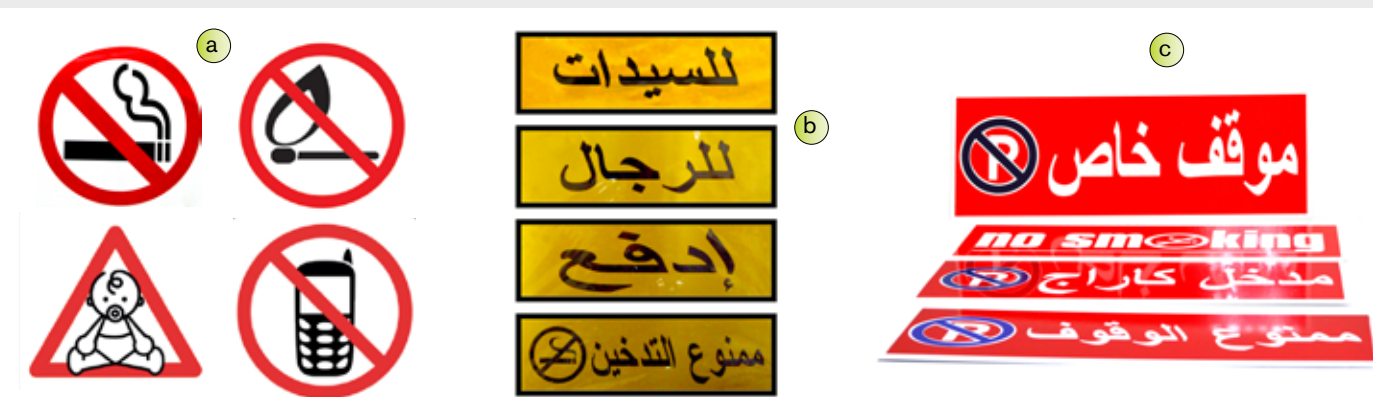 a
للسيدات
للرجال
إدفع
ممنوع التدخين
b
c
موقف خاص
no smoking
مدخل كاراج
ممنوع الوقوف